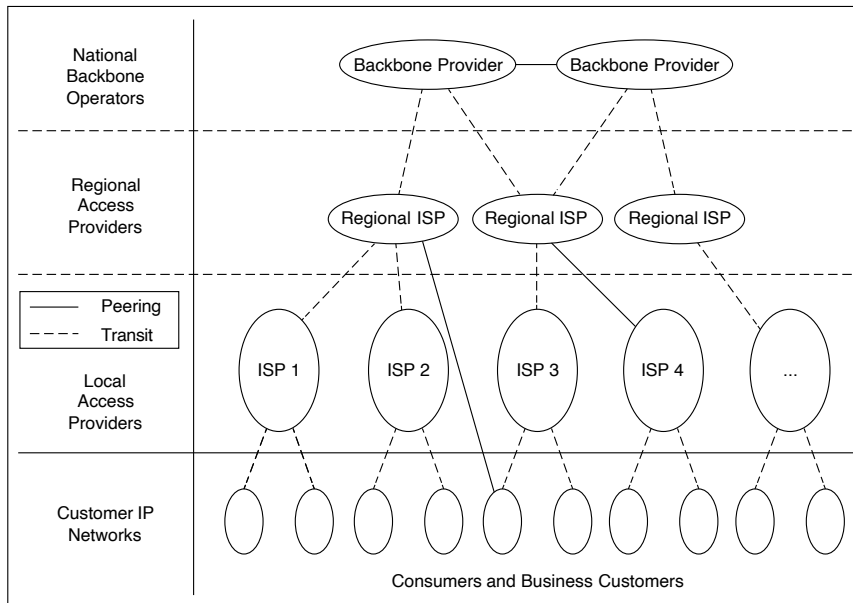 National
Backbone
Operators
Backbone Provider
Backbone Provider
Regional
Access
Providers
Regional ISP
Regional ISP
Regional ISP
Peering
Transit
Local
Access
Providers
ISP 1
ISP 2
ISP 3
ISP 4
...
Customer IP
Networks
Consumers and Business Customers